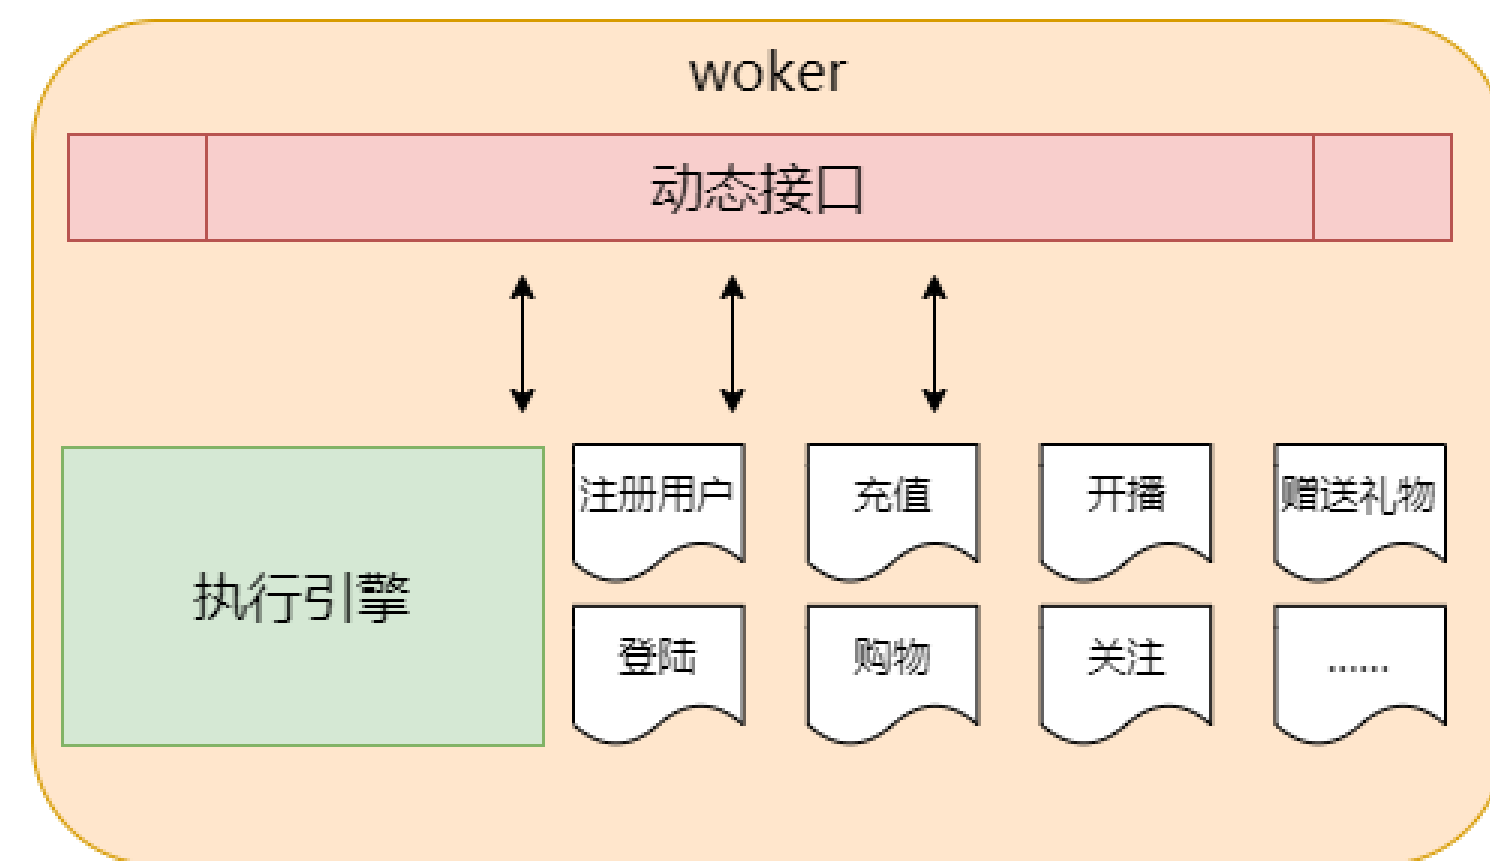 woker
动态接口
执行引擎
注册用户
充值
开播
赠送礼物
登陆
购物
关注
......